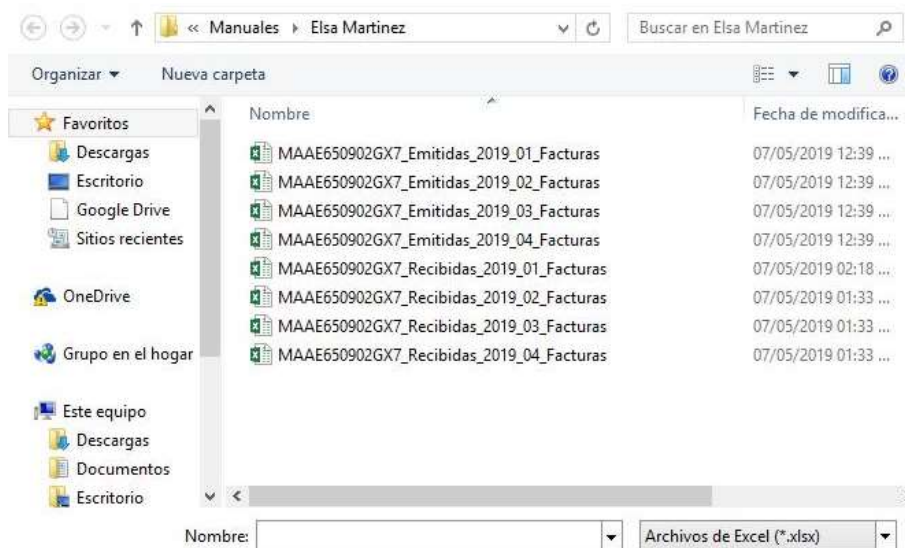 « Manuales Elsa Martinez Buscar en Elsa Martinez
Organizar Nueva carpeta
Favoritos
Descargas
Escritorio
Google Drive
Sitios recientes
OneDrive
Grupo en el hogar
Este equipo
Descargas
Documentos
Escritorio
Nombre Fecha de modifica...
MAAE650902GX7_Emitidas_2019_01_Facturas 07/05/2019 12:39 ...
MAAE650902GX7_Emitidas_2019_02_Facturas 07/05/2019 12:39 ...
MAAE650902GX7_Emitidas_2019_03_Facturas 07/05/2019 12:39 ...
MAAE650902GX7_Emitidas_2019_04_Facturas 07/05/2019 12:39 ...
MAAE650902GX7_Recibidas_2019_01_Facturas 07/05/2019 02:18 ...
MAAE650902GX7_Recibidas_2019_02_Facturas 07/05/2019 01:33 ...
MAAE650902GX7_Recibidas_2019_03_Facturas 07/05/2019 01:33 ...
MAAE650902GX7_Recibidas_2019_04_Facturas 07/05/2019 01:33 ...
Nombre: Archivos de Excel (*.xlsx)